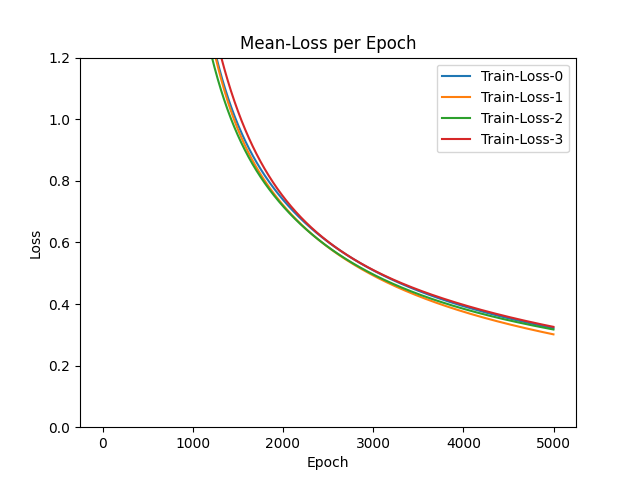 Mean-Loss per Epoch
1.2
1.0
0.8
0.6
0.4
0.2
0.0
Loss
Train-Loss-0
Train-Loss-1
Train-Loss-2
Train-Loss-3
0 1000 2000 3000 4000 5000
Epoch